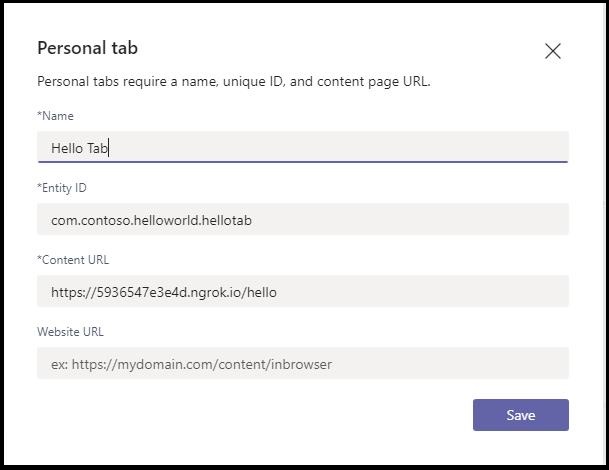 Personal tab
Personal tabs require a name, unique ID, and content page URL.
*Name
Hello Tab
*Entity ID
com.contoso.helloworld.hellotab
*Content URL
https://5936547e3e4d.ngrok.io/hello
Website URL
ex: https://mydomain.com/content/inbrowser
Save